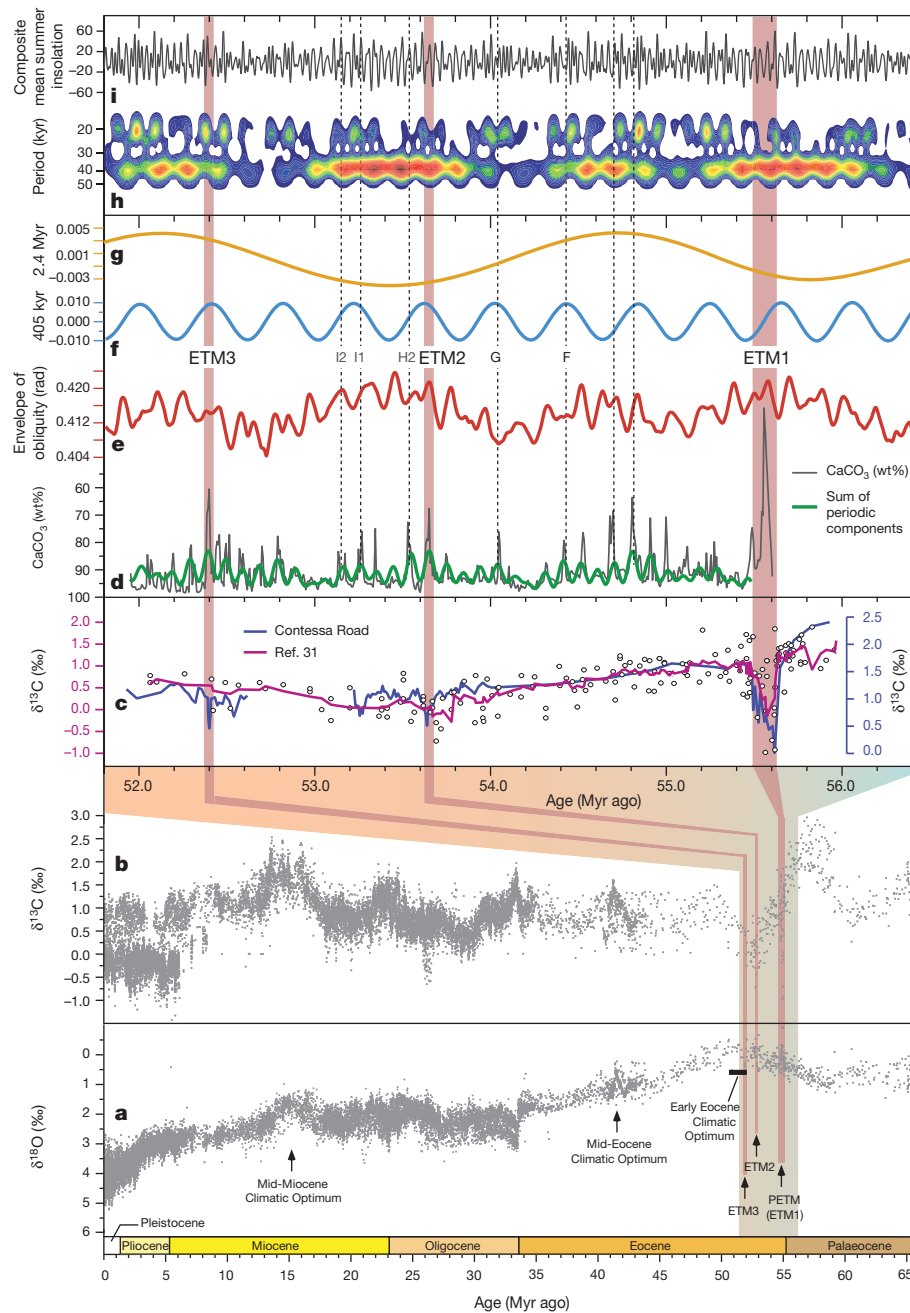 Composite
mean summer
insolation
60
20
−20
−60
i
Period (kyr)
20
30
40
50
h
2.4 Myr
0.005
0.001
−0.003
g
405 kyr
0.010
0.000
−0.010
f
ETM3
I2
I1
H2
ETM2
G
F
ETM1
Envelope of
obliquity (rad)
0.420
0.412
0.404
e
CaCO₃ (wt%)
Sum of
periodic
components
CaCO₃ (wt%)
60
70
80
90
100
d
δ¹³C (‰)
2.0
1.5
1.0
0.5
0.0
−0.5
−1.0
c
Contessa Road
Ref. 31
2.5
2.0
1.5
1.0
0.5
0.0
δ¹³C (‰)
52.0
53.0
54.0
55.0
56.0
Age (Myr ago)
δ¹³C (‰)
3.0
2.5
2.0
1.5
1.0
0.5
0.0
−0.5
−1.0
b
δ¹⁸O (‰)
0
1
2
3
4
5
6
a
Mid-Miocene
Climatic Optimum
Mid-Eocene
Climatic Optimum
Early Eocene
Climatic
Optimum
ETM2
ETM3
PETM
(ETM1)
Pleistocene
Pliocene
Miocene
Oligocene
Eocene
Palaeocene
0
5
10
15
20
25
30
35
40
45
50
55
60
65
Age (Myr ago)